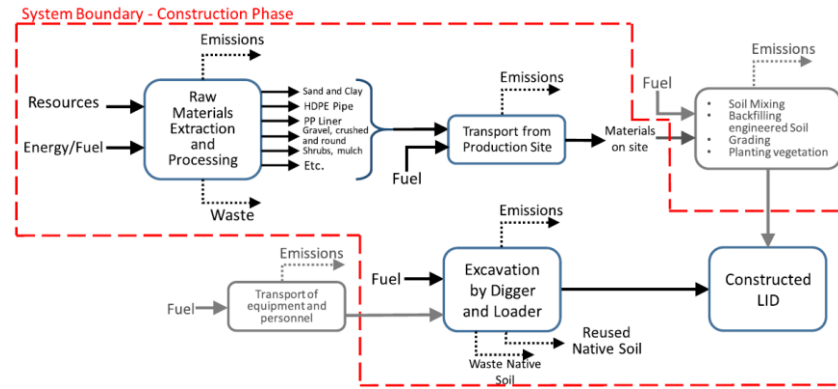 System Boundary - Construction Phase
Emissions
Resources
Energy/Fuel
Raw
Materials
Extraction
and
Processing
Waste
Sand and Clay
HDPE Pipe
PP Liner
Gravel, crushed
and round
Shrubs, mulch
Etc.
Fuel
Emissions
Transport from
Production Site
Materials
on site
Emissions
Fuel
• Soil Mixing
• Backfilling
engineered Soil
• Grading
• Planting vegetation
Emissions
Fuel
Transport of
equipment and
personnel
Emissions
Fuel
Excavation
by Digger
and Loader
Reused
Native Soil
Waste Native
Soil
Constructed
LID